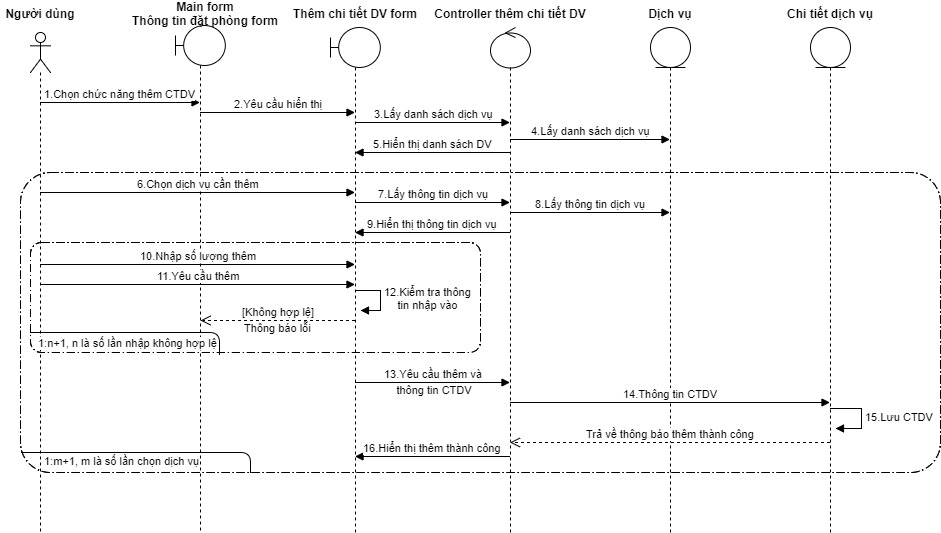 Người dùng
Main form
Thông tin đặt phòng form
Thêm chi tiết DV form
Controller thêm chi tiết DV
Dịch vụ
Chi tiết dịch vụ
1.Chọn chức năng thêm CTDV
2.Yêu cầu hiển thị
3.Lấy danh sách dịch vụ
4.Lấy danh sách dịch vụ
5.Hiển thị danh sách DV
6.Chọn dịch vụ cần thêm
7.Lấy thông tin dịch vụ
8.Lấy thông tin dịch vụ
9.Hiển thị thông tin dịch vụ
10.Nhập số lượng thêm
11.Yêu cầu thêm
12.Kiểm tra thông
tin nhập vào
[Không hợp lệ]
Thông báo lỗi
1:n+1, n là số lần nhập không hợp lệ
13.Yêu cầu thêm và
thông tin CTDV
14.Thông tin CTDV
15.Lưu CTDV
Trả về thông báo thêm thành công
16.Hiển thị thêm thành công
1:m+1, m là số lần chọn dịch vụ